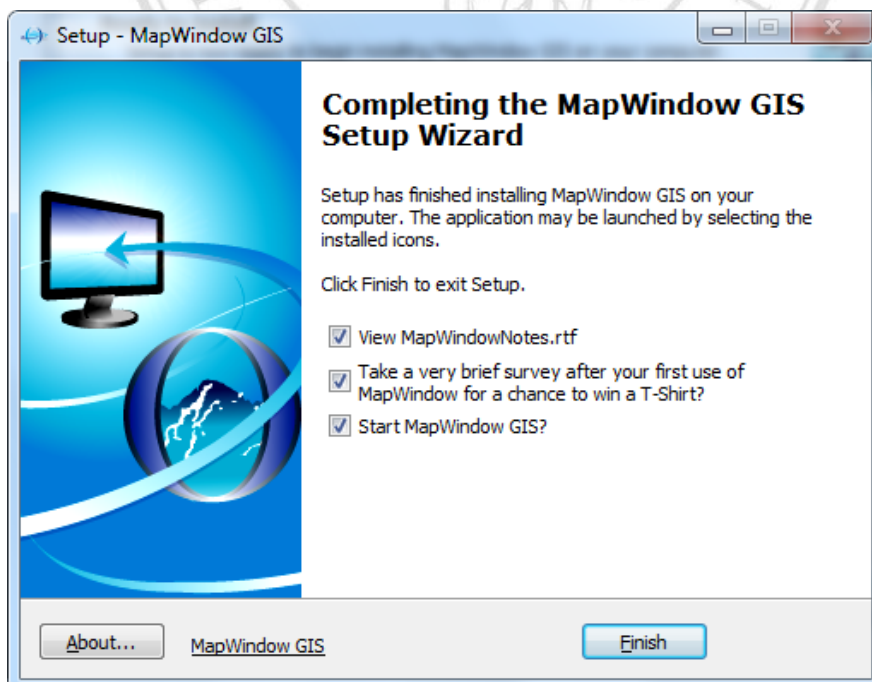 Setup - MapWindow GIS
Completing the MapWindow GIS
Setup Wizard
Setup has finished installing MapWindow GIS on your
computer. The application may be launched by selecting the
installed icons.
Click Finish to exit Setup.
View MapWindowNotes.rtf
Take a very brief survey after your first use of
MapWindow for a chance to win a T-Shirt?
Start MapWindow GIS?
About...
MapWindow GIS
Finish